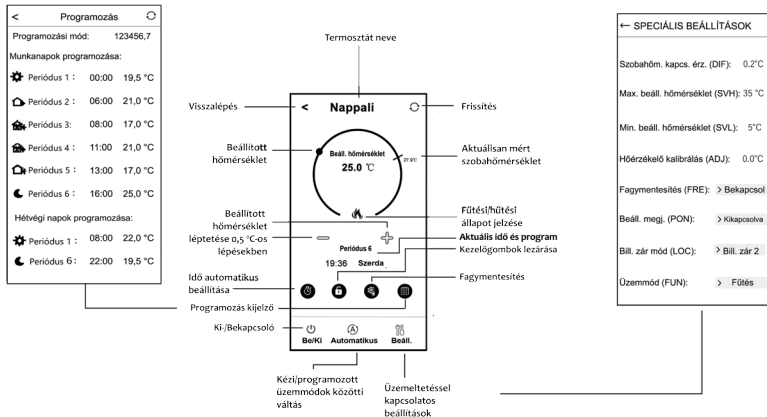 < Programozás
Programozási mód: 123456,7
Munkanapok programozása:
Periódus 1 : 00:00 19,5 °C
Periódus 2 : 06:00 21,0 °C
Periódus 3: 08:00 17,0 °C
Periódus 4 : 11:00 21,0 °C
Periódus 5 : 13:00 17,0 °C
Periódus 6 : 16:00 25,0 °C
Hétvégi napok programozása:
Periódus 1 : 08:00 22,0 °C
Periódus 6: 22:00 19,5 °C
Termosztát neve
Visszalépés
< Nappali
Frissítés
Beállított
hőmérséklet
Beáll. hőmérséklet
25.0 ℃
27.9℃
Aktuálisan mért
szobahőmérséklet
Beállított
hőmérséklet
léptetése 0,5 °C-os
lépésekben
Fűtési/hűtési
állapot jelzése
Periódus 6
19:36 Szerda
Aktuális idő és program
Kezelőgombok lezárása
Idő automatikus
beállítása
Fagymentesítés
Programozás kijelző
Ki-/Bekapcsoló
Be/Ki Automatikus Beáll.
Kézi/programozott
üzemmódok közötti
váltás
Üzemeltetéssel
kapcsolatos
beállítások
← SPECIÁLIS BEÁLLÍTÁSOK
Szobahőm. kapcs. érz. (DIF): 0.2°C
Max. beáll. hőmérséklet (SVH): 35 °C
Min. beáll. hőmérséklet (SVL): 5°C
Hőérzékelő kalibrálás (ADJ): 0.0°C
Fagymentesítés (FRE): > Bekapcsol
Beáll. megj. (PON): > Kikapcsolva
Bill. zár mód (LOC): > Bill. zár 2
Üzemmód (FUN): > Fűtés